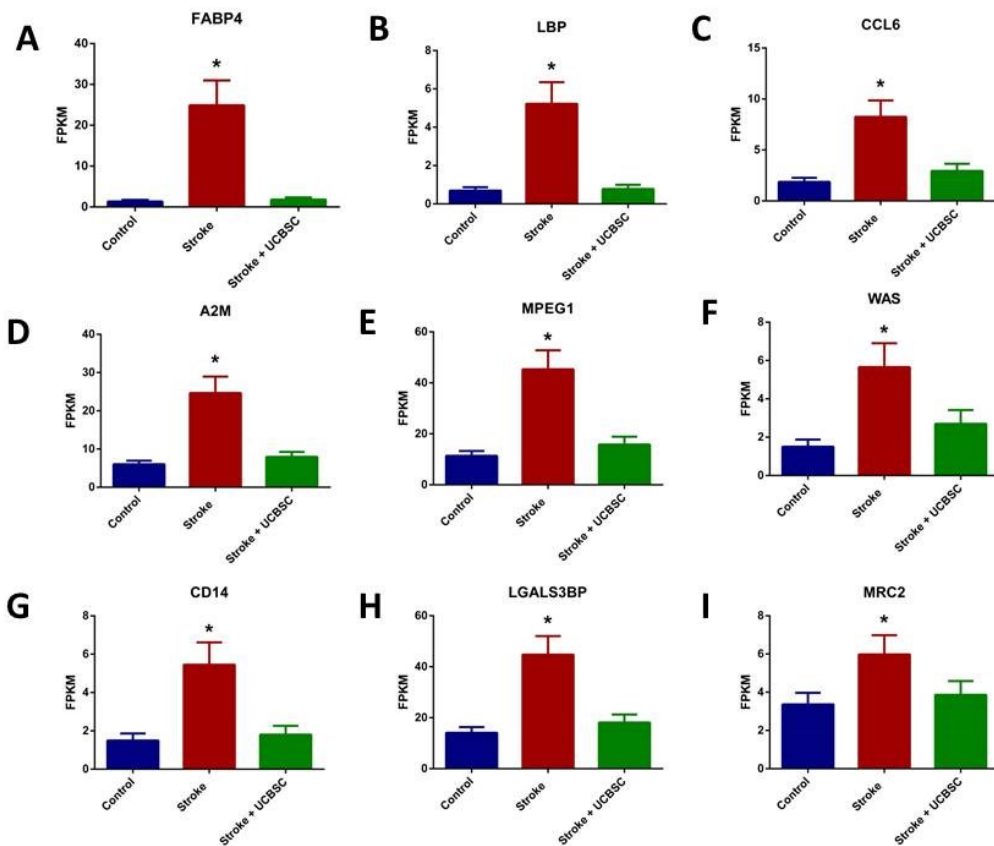 A
FABP4
40
30
20
10
0
FPKM
*
Control
Stroke
Stroke + UCBSC
B
LBP
8
6
4
2
0
FPKM
*
Control
Stroke
Stroke + UCBSC
C
CCL6
15
10
5
0
FPKM
*
Control
Stroke
Stroke + UCBSC
D
A2M
40
30
20
10
0
FPKM
*
Control
Stroke
Stroke + UCBSC
E
MPEG1
60
40
20
0
FPKM
*
Control
Stroke
Stroke + UCBSC
F
WAS
8
6
4
2
0
FPKM
*
Control
Stroke
Stroke + UCBSC
G
CD14
8
6
4
2
0
FPKM
*
Control
Stroke
Stroke + UCBSC
H
LGALS3BP
60
40
20
0
FPKM
*
Control
Stroke
Stroke + UCBSC
I
MRC2
8
6
4
2
0
FPKM
*
Control
Stroke
Stroke + UCBSC